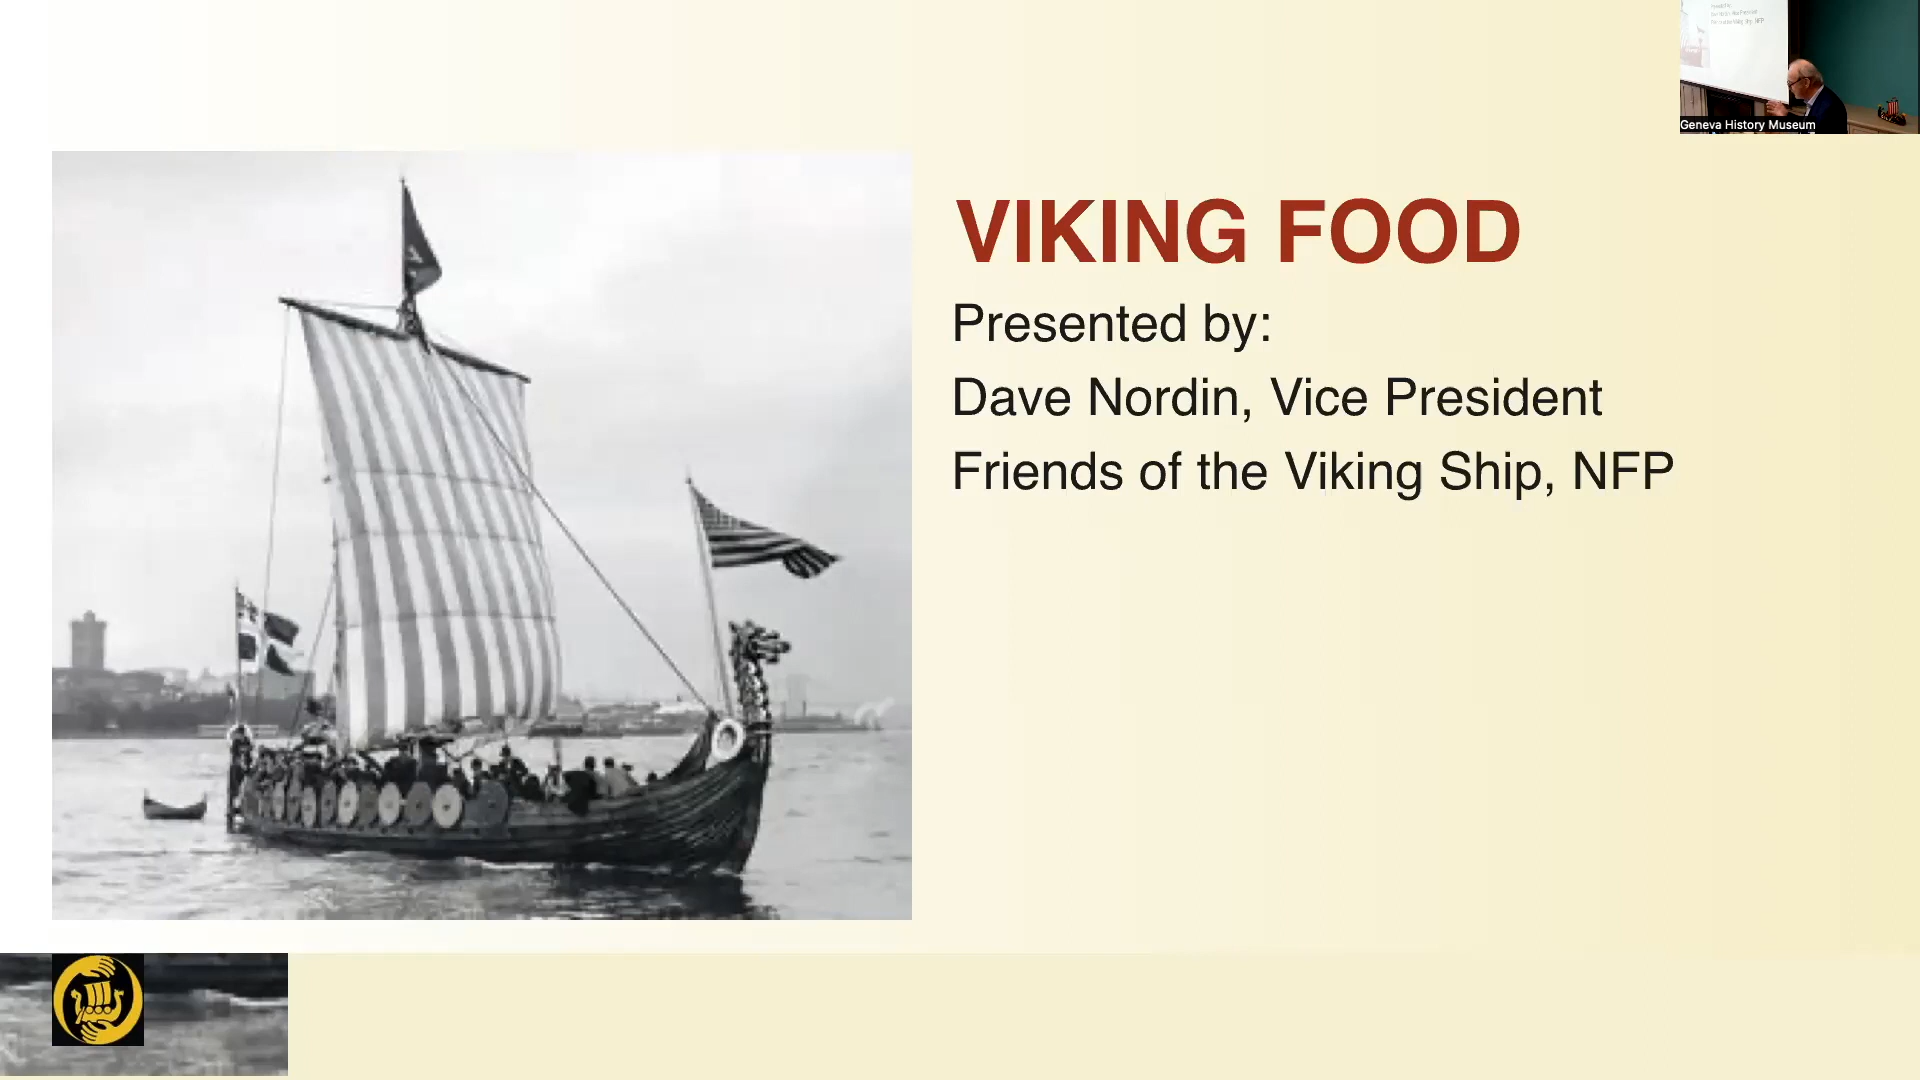 VIKING FOOD
Presented by:
Dave Nordin, Vice President
Friends of the Viking Ship, NFP
Geneva History Museum